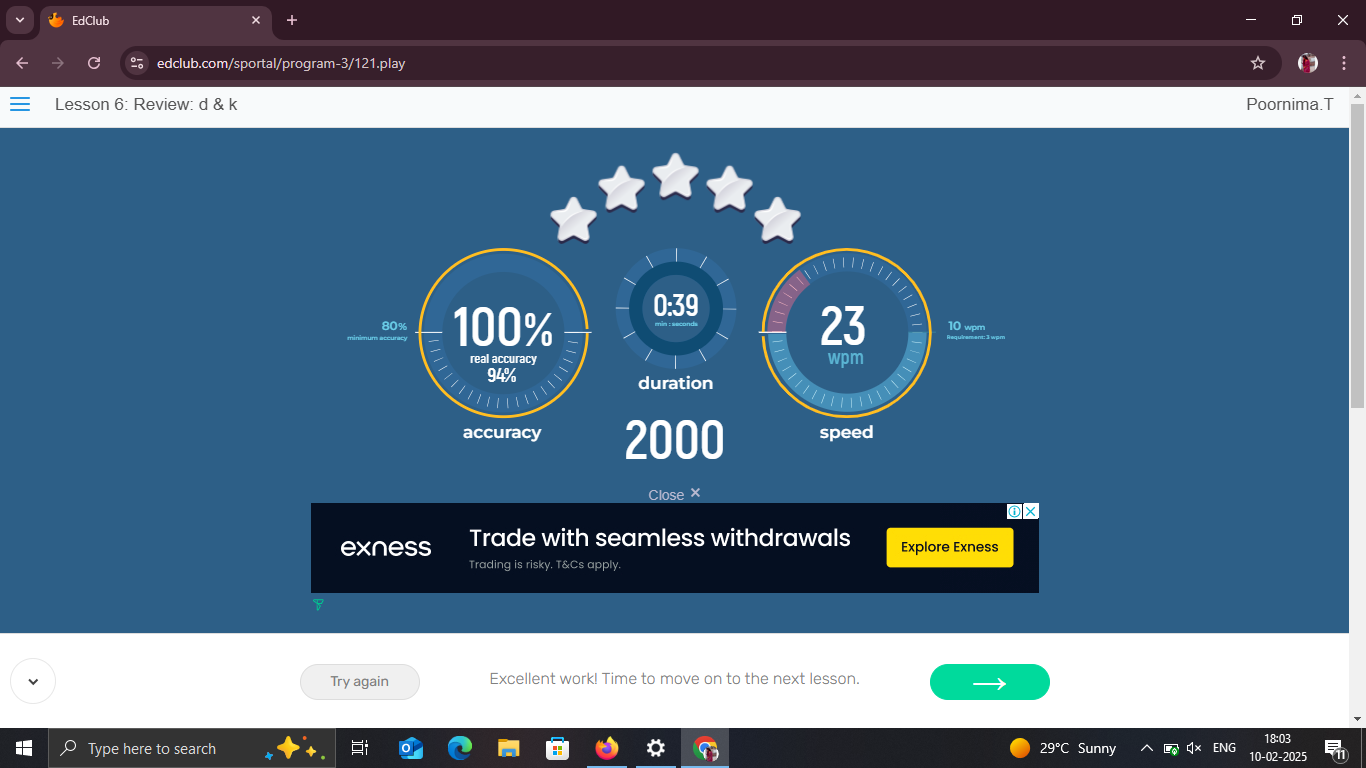 EdClub
edclub.com/sportal/program-3/121.play
Lesson 6: Review: d & k
Poornima.T
80%
minimum accuracy
100%
real accuracy
94%
accuracy
0:39
min : seconds
duration
2000
23
wpm
speed
10 wpm
Requirement: 3 wpm
Close ×
exness
Trade with seamless withdrawals
Trading is risky. T&Cs apply.
Explore Exness
Try again
Excellent work! Time to move on to the next lesson.
Type here to search
29°C Sunny
ENG
18:03
10-02-2025
11